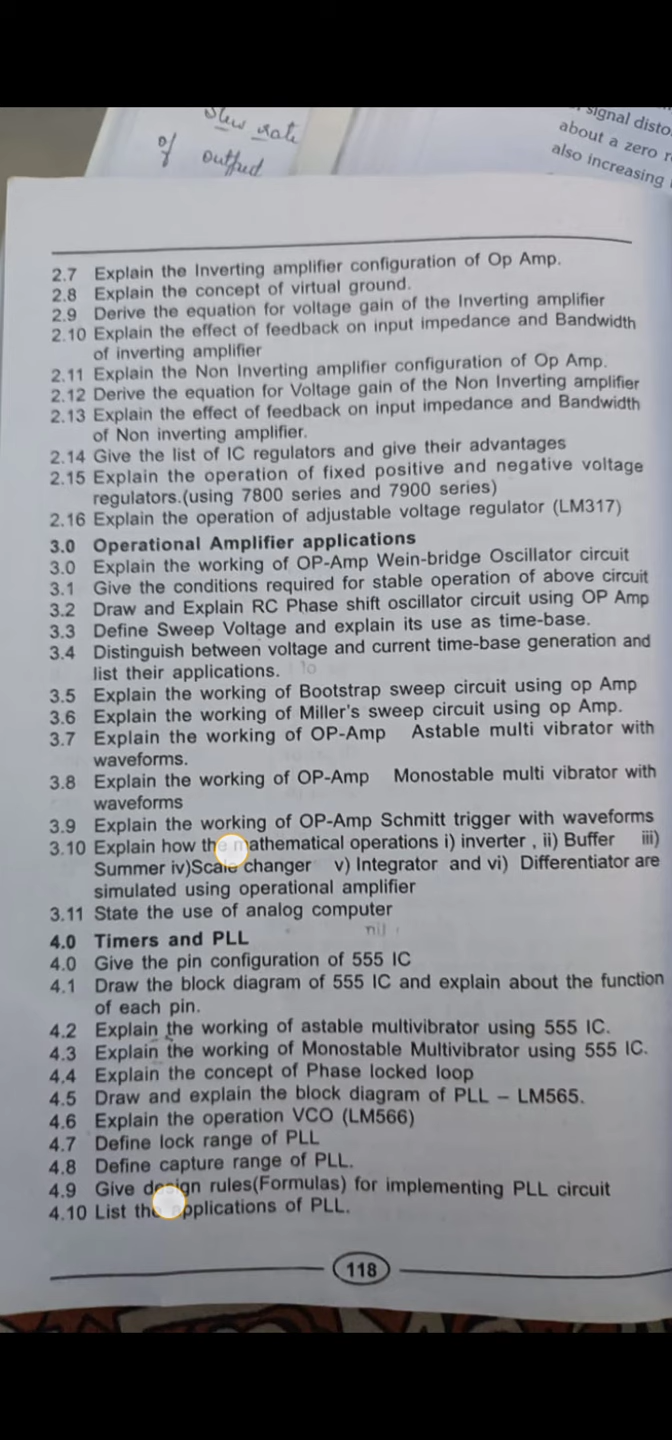 Slew rate
of output
signal disto
about a zero r
also increasing
2.7 Explain the Inverting amplifier configuration of Op Amp.
2.8 Explain the concept of virtual ground.
2.9 Derive the equation for voltage gain of the Inverting amplifier
2.10 Explain the effect of feedback on input impedance and Bandwidth
of inverting amplifier
2.11 Explain the Non Inverting amplifier configuration of Op Amp.
2.12 Derive the equation for Voltage gain of the Non Inverting amplifier
2.13 Explain the effect of feedback on input impedance and Bandwidth
of Non inverting amplifier.
2.14 Give the list of IC regulators and give their advantages
2.15 Explain the operation of fixed positive and negative voltage
regulators.(using 7800 series and 7900 series)
2.16 Explain the operation of adjustable voltage regulator (LM317)
3.0 Operational Amplifier applications
3.0 Explain the working of OP-Amp Wein-bridge Oscillator circuit
3.1 Give the conditions required for stable operation of above circuit
3.2 Draw and Explain RC Phase shift oscillator circuit using OP Amp
3.3 Define Sweep Voltage and explain its use as time-base.
3.4 Distinguish between voltage and current time-base generation and
list their applications.
3.5 Explain the working of Bootstrap sweep circuit using op Amp
3.6 Explain the working of Miller's sweep circuit using op Amp.
3.7 Explain the working of OP-Amp Astable multi vibrator with
waveforms.
3.8 Explain the working of OP-Amp Monostable multi vibrator with
waveforms
3.9 Explain the working of OP-Amp Schmitt trigger with waveforms
3.10 Explain how the mathematical operations i) inverter , ii) Buffer iii)
Summer iv)Scale changer v) Integrator and vi) Differentiator are
simulated using operational amplifier
3.11 State the use of analog computer
nil
4.0 Timers and PLL
4.0 Give the pin configuration of 555 IC
4.1 Draw the block diagram of 555 IC and explain about the function
of each pin.
4.2 Explain the working of astable multivibrator using 555 IC.
4.3 Explain the working of Monostable Multivibrator using 555 IC.
4.4 Explain the concept of Phase locked loop
4.5 Draw and explain the block diagram of PLL – LM565.
4.6 Explain the operation VCO (LM566)
4.7 Define lock range of PLL
4.8 Define capture range of PLL.
4.9 Give design rules(Formulas) for implementing PLL circuit
4.10 List the applications of PLL.
118